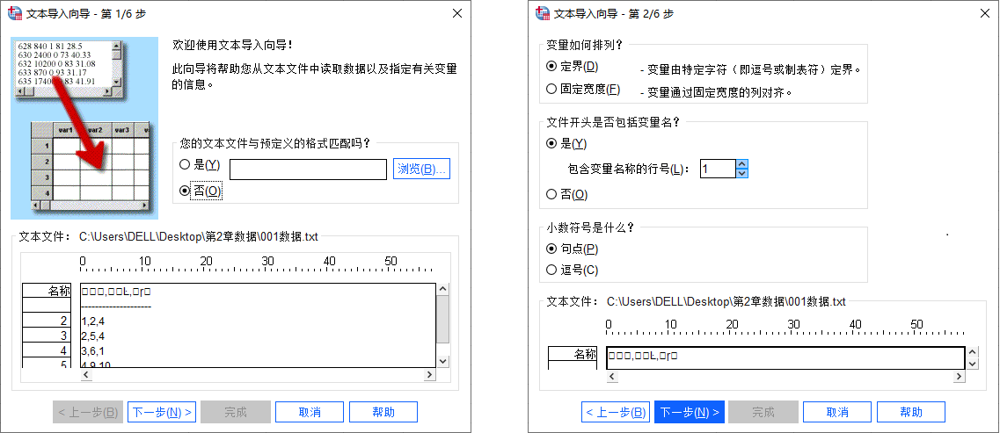 文本导入向导 - 第 1/6 步
628 840 1 81 28.5
630 2400 0 73 40.33
632 10200 0 83 31.08
633 870 0 93 31.17
635 17400 0 83 41.91
var1 var2 var3 v
1
2
3
4
欢迎使用文本导入向导!
此向导将帮助您从文本文件中读取数据以及指定有关变量
的信息。
您的文本文件与预定义的格式匹配吗?
是(Y)
浏览(B)...
否(O)
文本文件: C:\Users\DELL\Desktop\第2章数据\001数据.txt
0 10 20 30 40 50
名称
--------------------
2 1,2,4
3 2,5,4
4 3,6,1
5 4,9,10
< 上一步(B) 下一步(N) > 完成 取消 帮助
文本导入向导 - 第 2/6 步
变量如何排列?
定界(D) - 变量由特定字符(即逗号或制表符)定界。
固定宽度(F) - 变量通过固定宽度的列对齐。
文件开头是否包括变量名?
是(Y)
包含变量名称的行号(L): 1
否(O)
小数符号是什么?
句点(P)
逗号(C)
文本文件: C:\Users\DELL\Desktop\第2章数据\001数据.txt
0 10 20 30 40 50
名称
< 上一步(B) 下一步(N) > 完成 取消 帮助